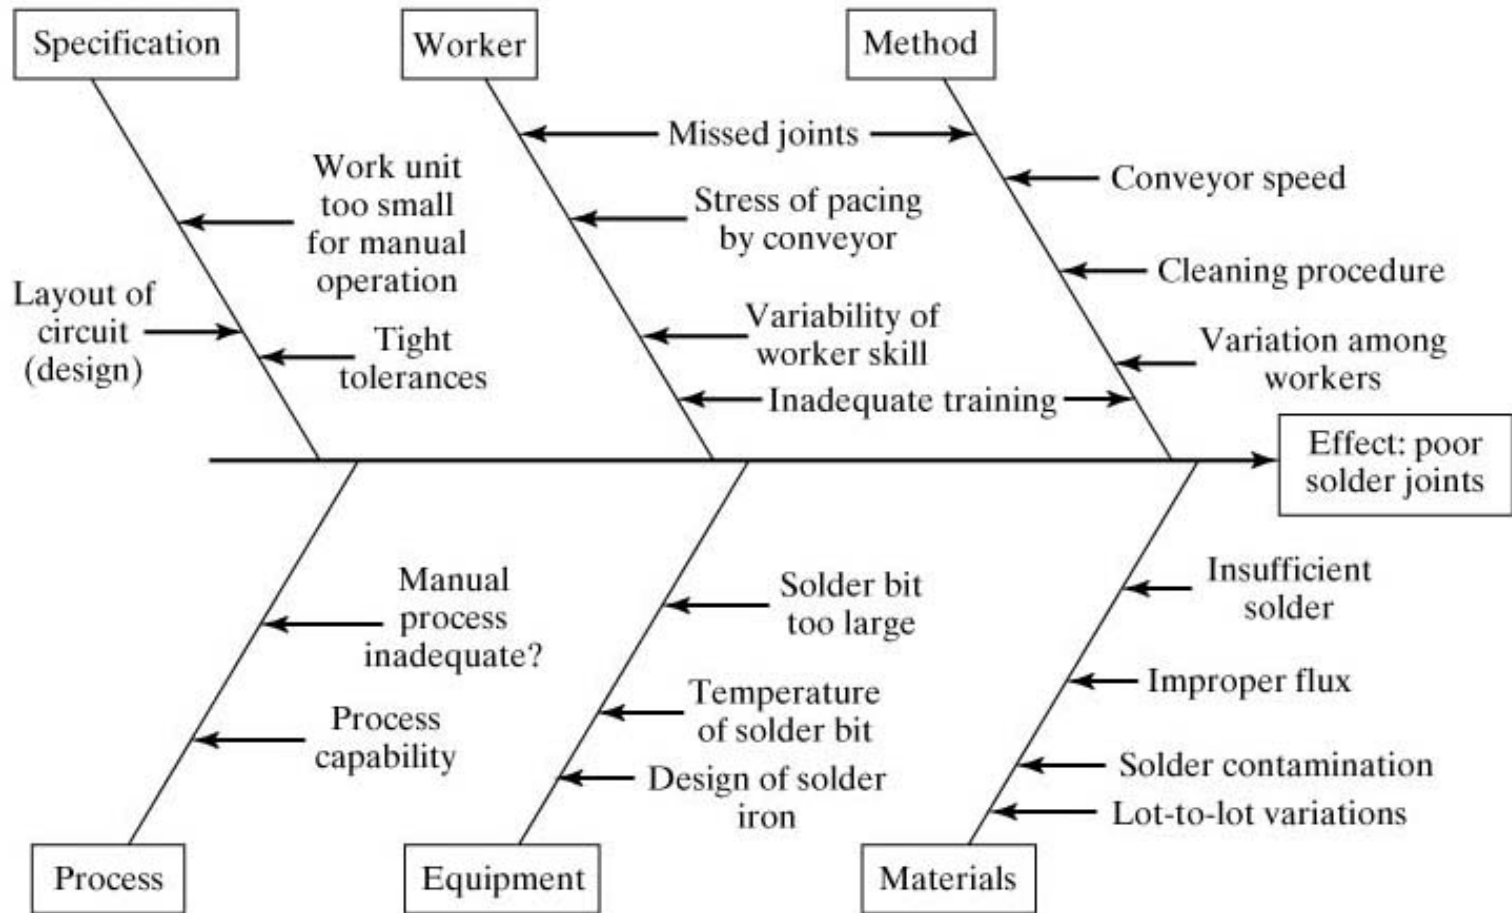 Specification
Worker
Method
Missed joints
Work unit
too small
for manual
operation
Conveyor speed
Stress of pacing
by conveyor
Cleaning procedure
Layout of
circuit
(design)
Tight
tolerances
Variability of
worker skill
Variation among
workers
Inadequate training
Effect: poor
solder joints
Manual
process
inadequate?
Solder bit
too large
Insufficient
solder
Process
capability
Temperature
of solder bit
Improper flux
Design of solder
iron
Solder contamination
Lot-to-lot variations
Process
Equipment
Materials